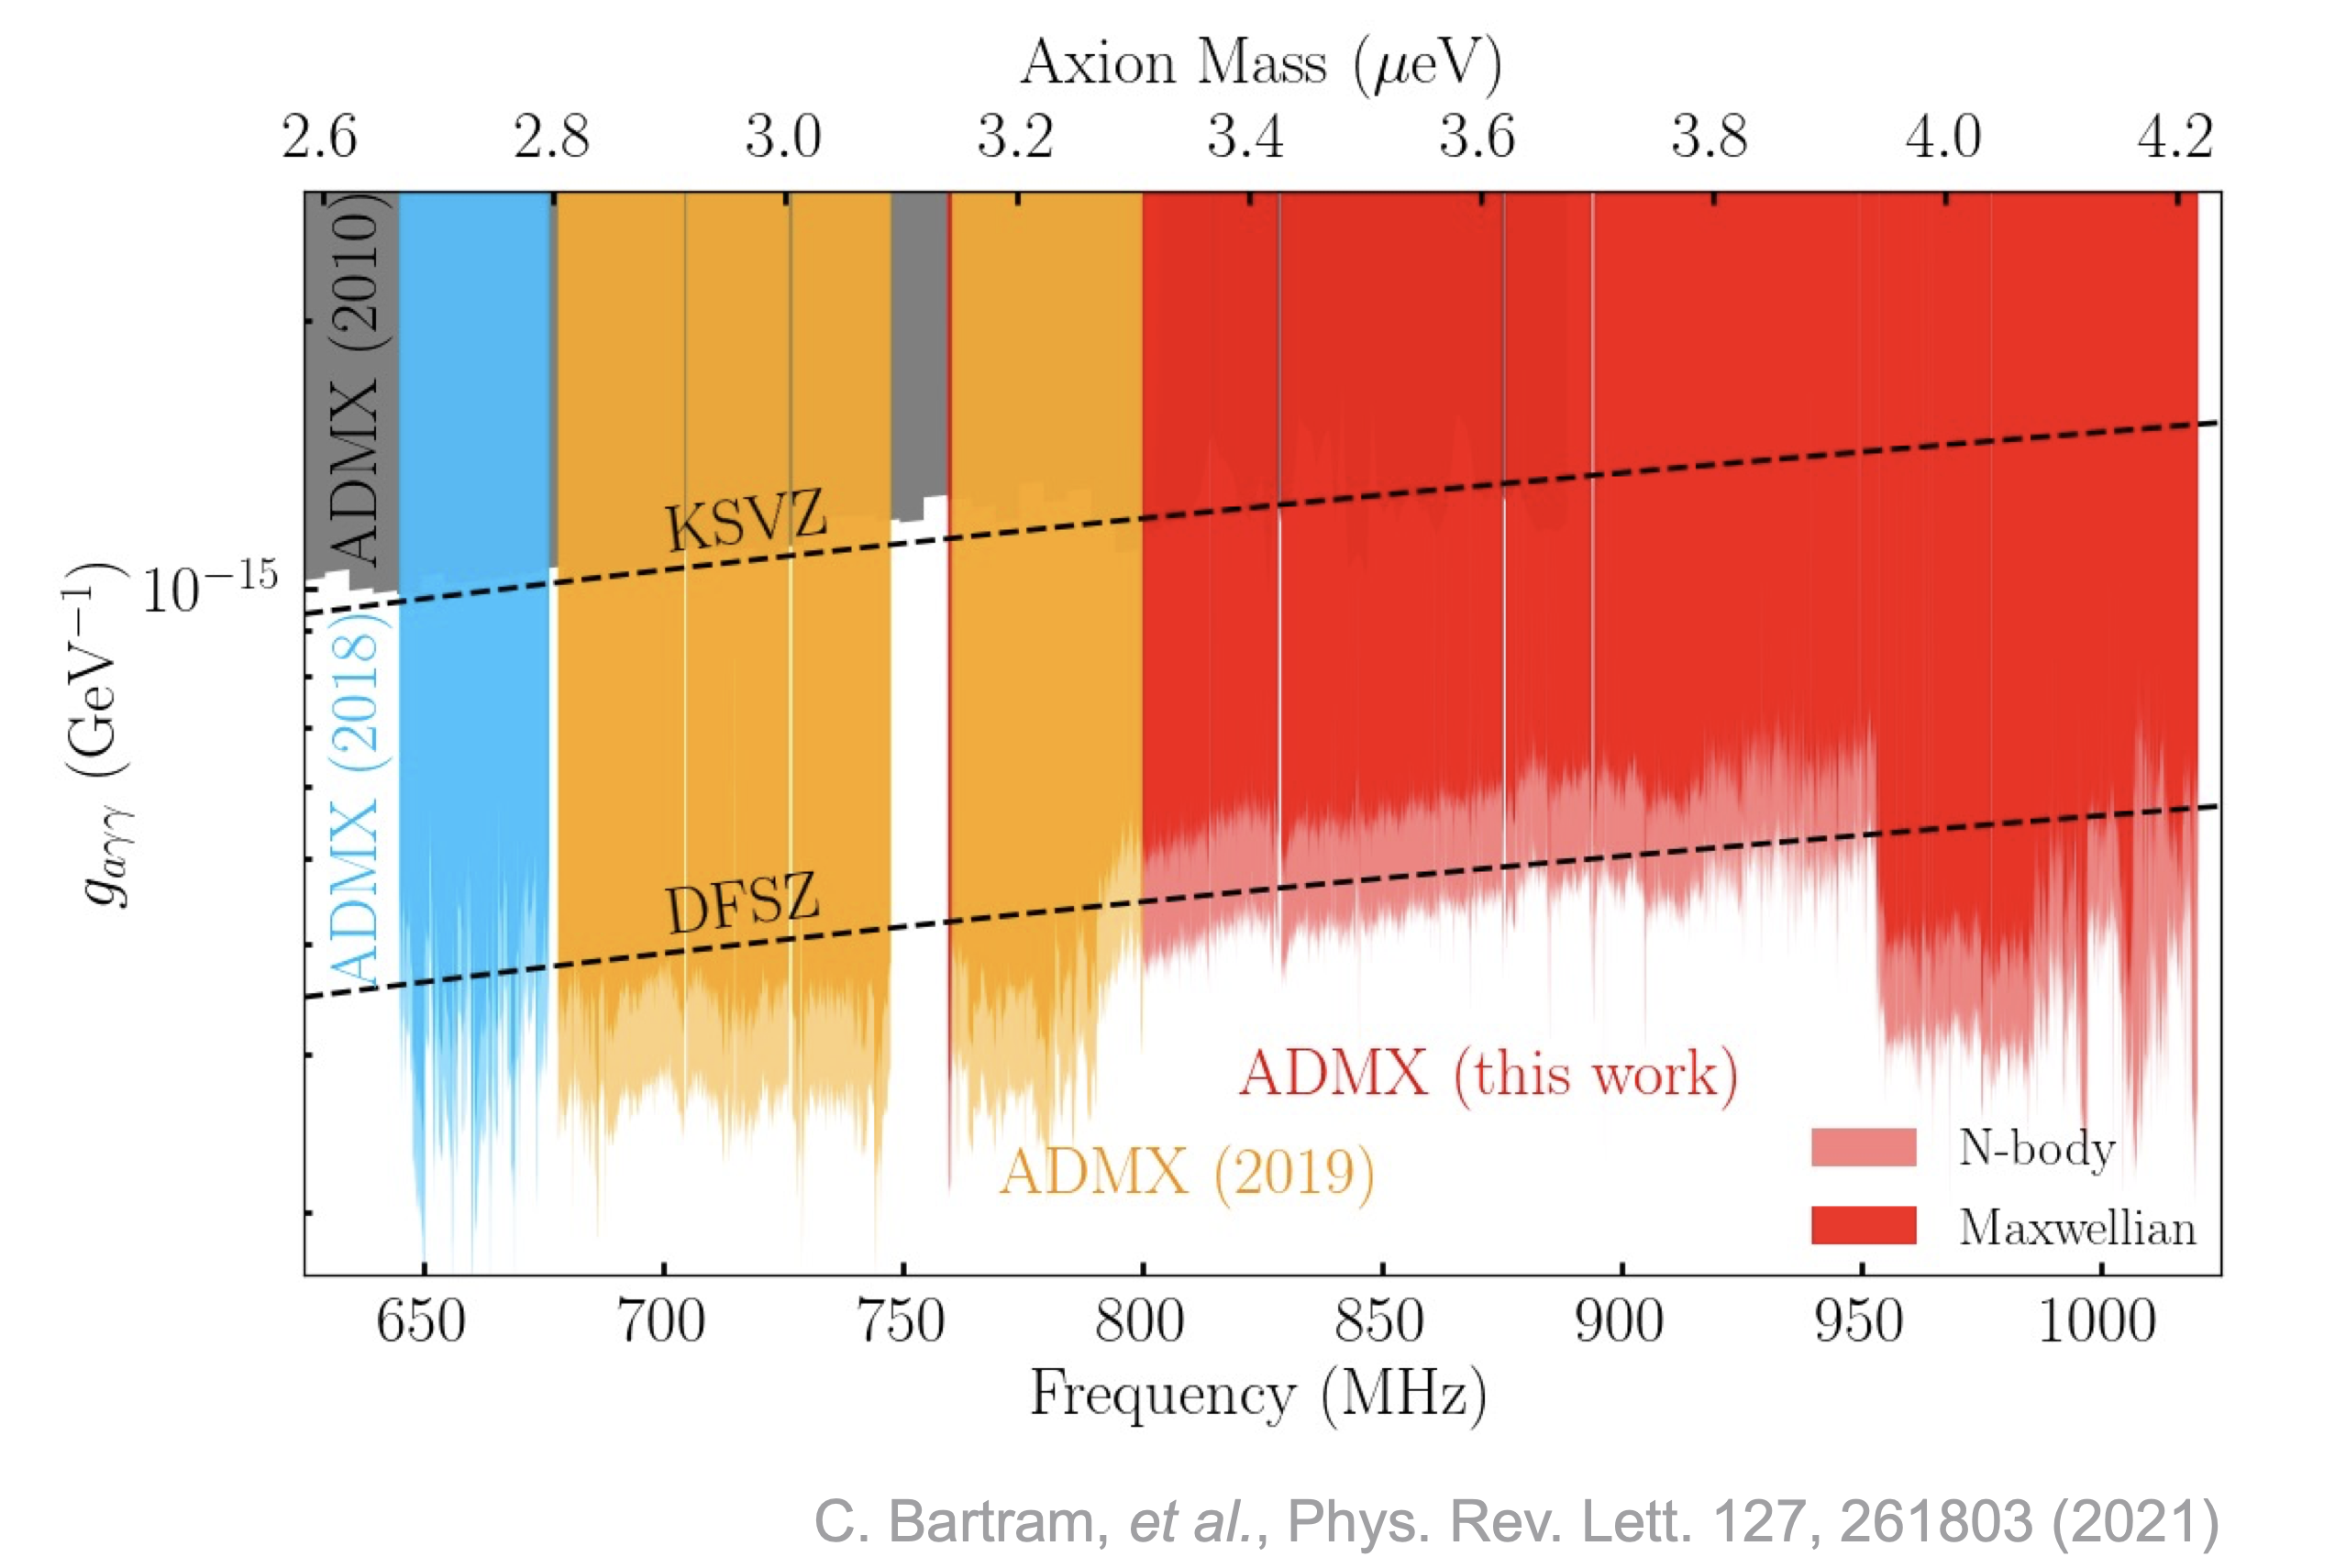 Axion Mass (μeV)
2.6 2.8 3.0 3.2 3.4 3.6 3.8 4.0 4.2
ADMX (2010)
KSVZ
10⁻¹⁵
g_{aγγ} (GeV⁻¹)
ADMX (2018)
DFSZ
ADMX (this work)
ADMX (2019)
N-body
Maxwellian
650 700 750 800 850 900 950 1000
Frequency (MHz)
C. Bartram, et al., Phys. Rev. Lett. 127, 261803 (2021)